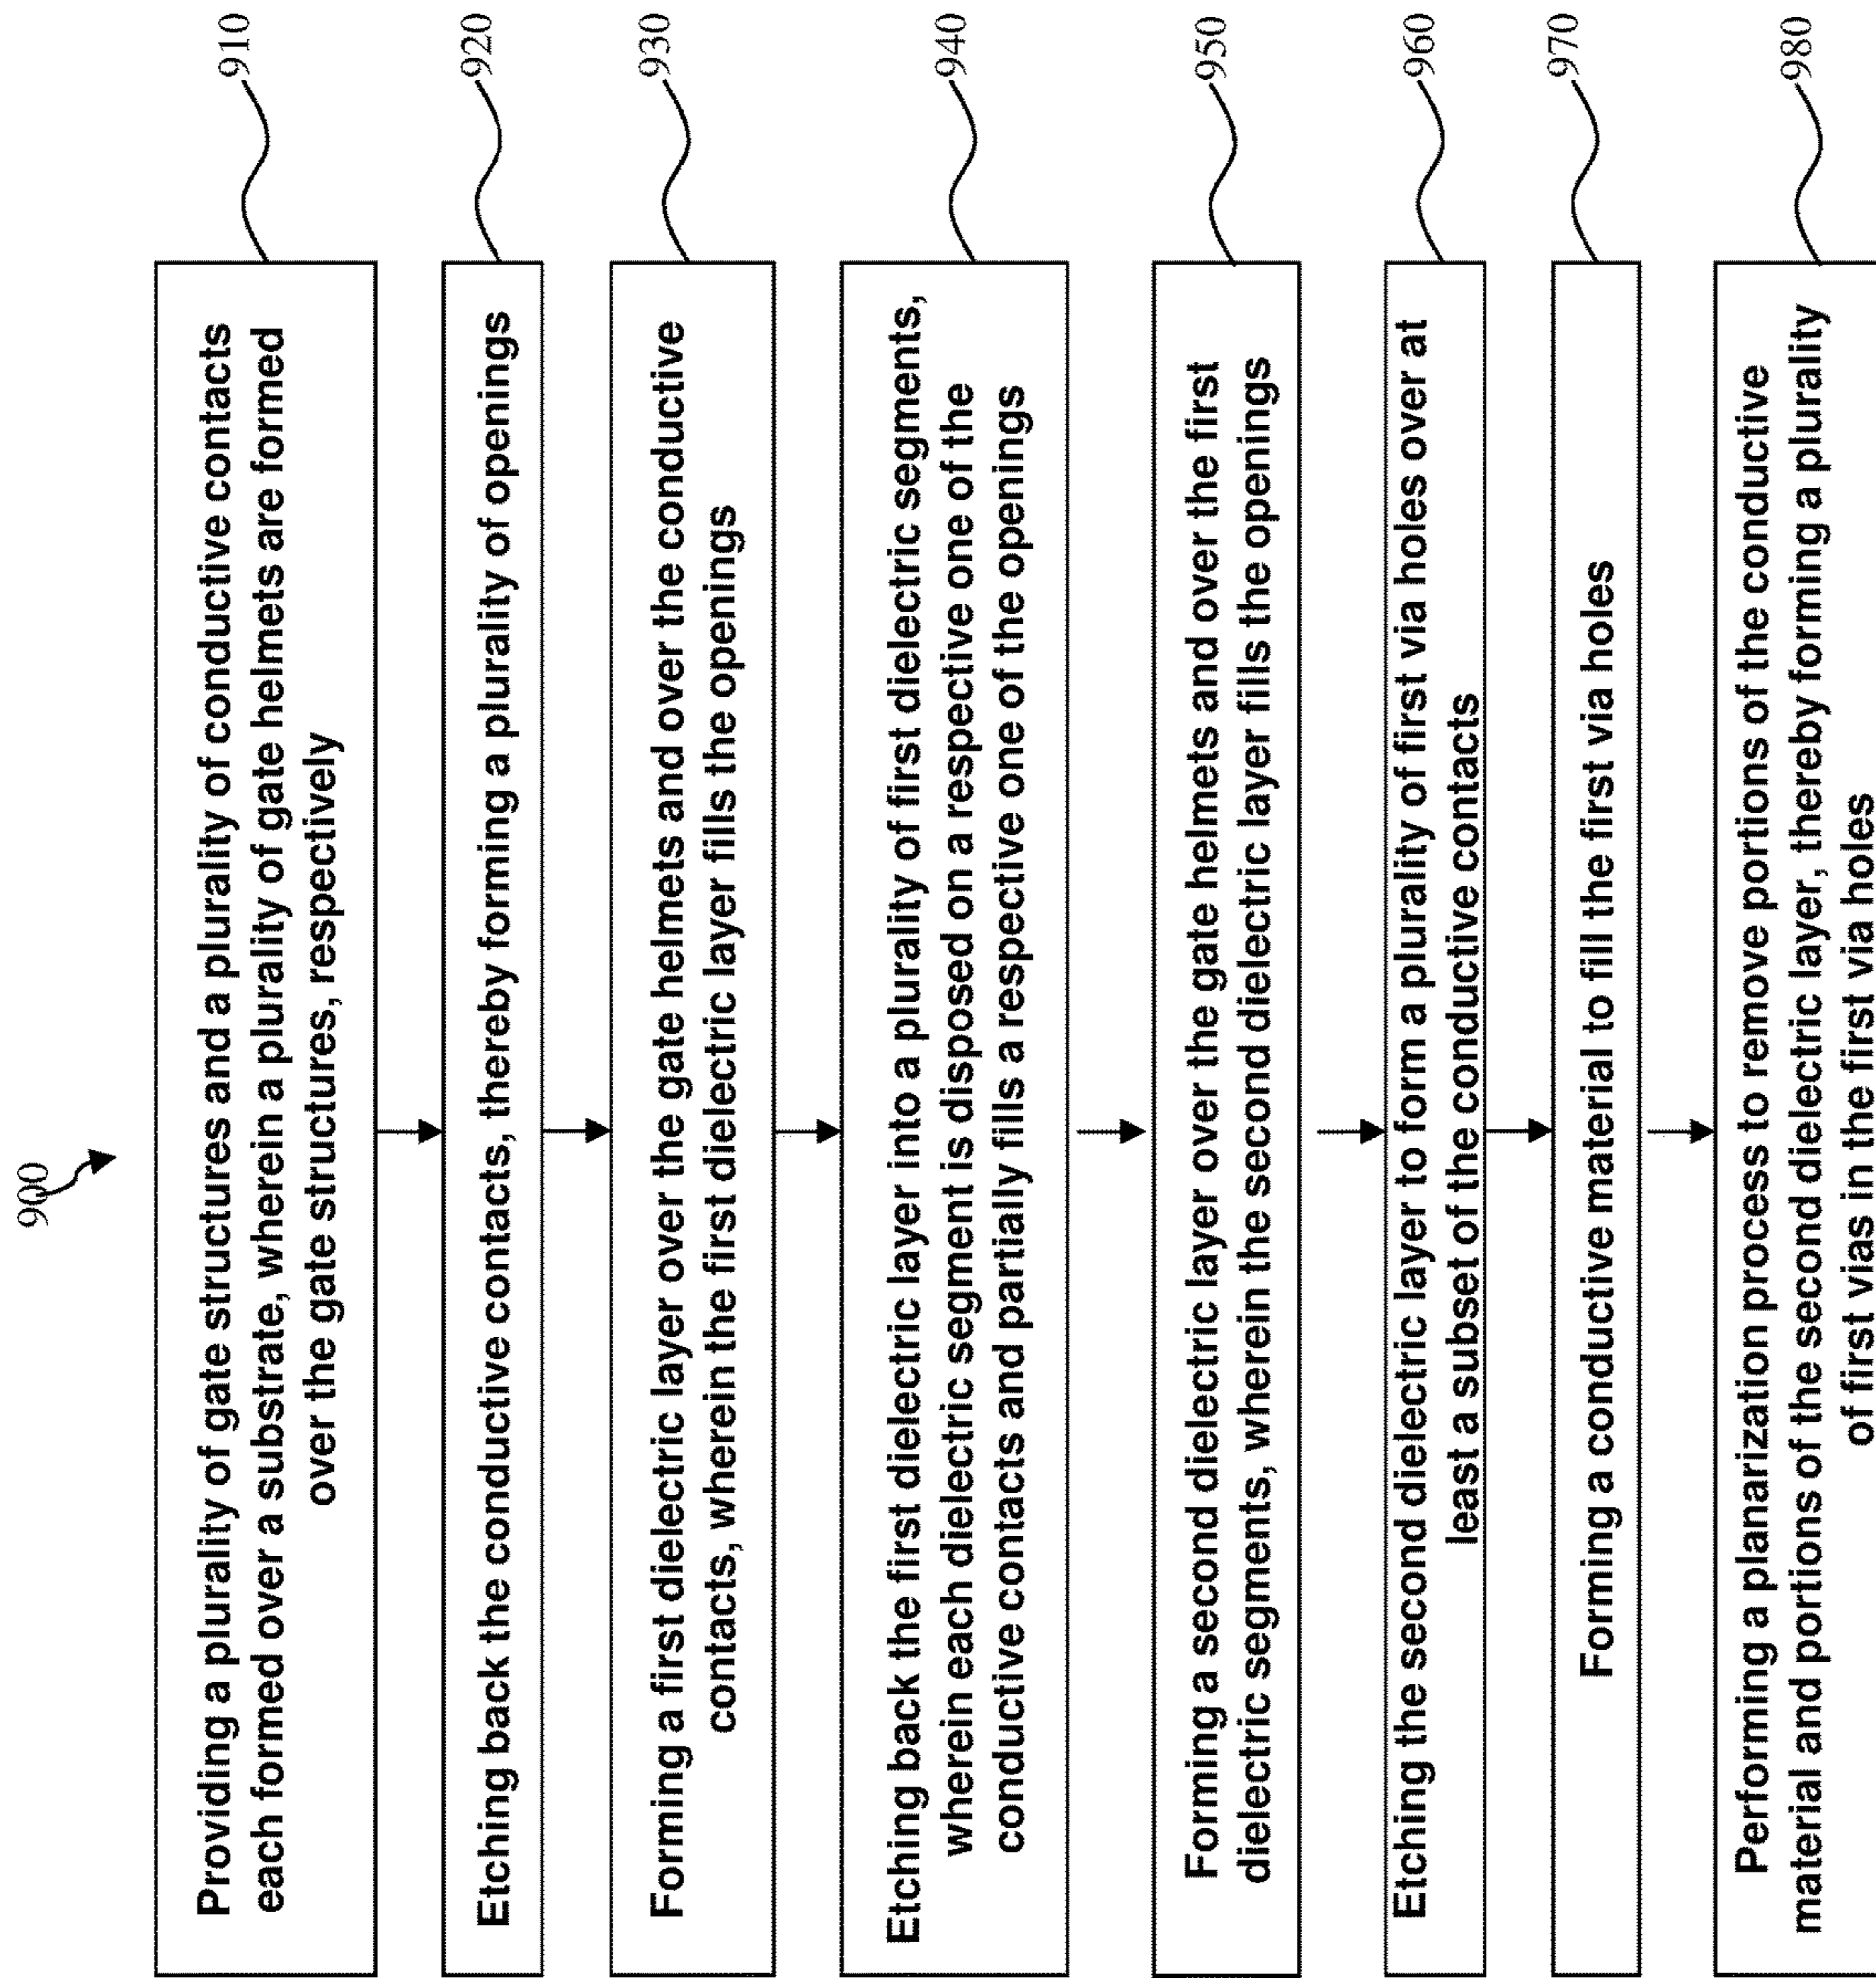 900
Providing a plurality of gate structures and a plurality of conductive contacts
each formed over a substrate, wherein a plurality of gate helmets are formed
over the gate structures, respectively
910
Etching back the conductive contacts, thereby forming a plurality of openings
920
Forming a first dielectric layer over the gate helmets and over the conductive
contacts, wherein the first dielectric layer fills the openings
930
Etching back the first dielectric layer into a plurality of first dielectric segments,
wherein each dielectric segment is disposed on a respective one of the
conductive contacts and partially fills a respective one of the openings
940
Forming a second dielectric layer over the gate helmets and over the first
dielectric segments, wherein the second dielectric layer fills the openings
950
Etching the second dielectric layer to form a plurality of first via holes over at
least a subset of the conductive contacts
960
Forming a conductive material to fill the first via holes
970
Performing a planarization process to remove portions of the conductive
material and portions of the second dielectric layer, thereby forming a plurality
of first vias in the first via holes
980